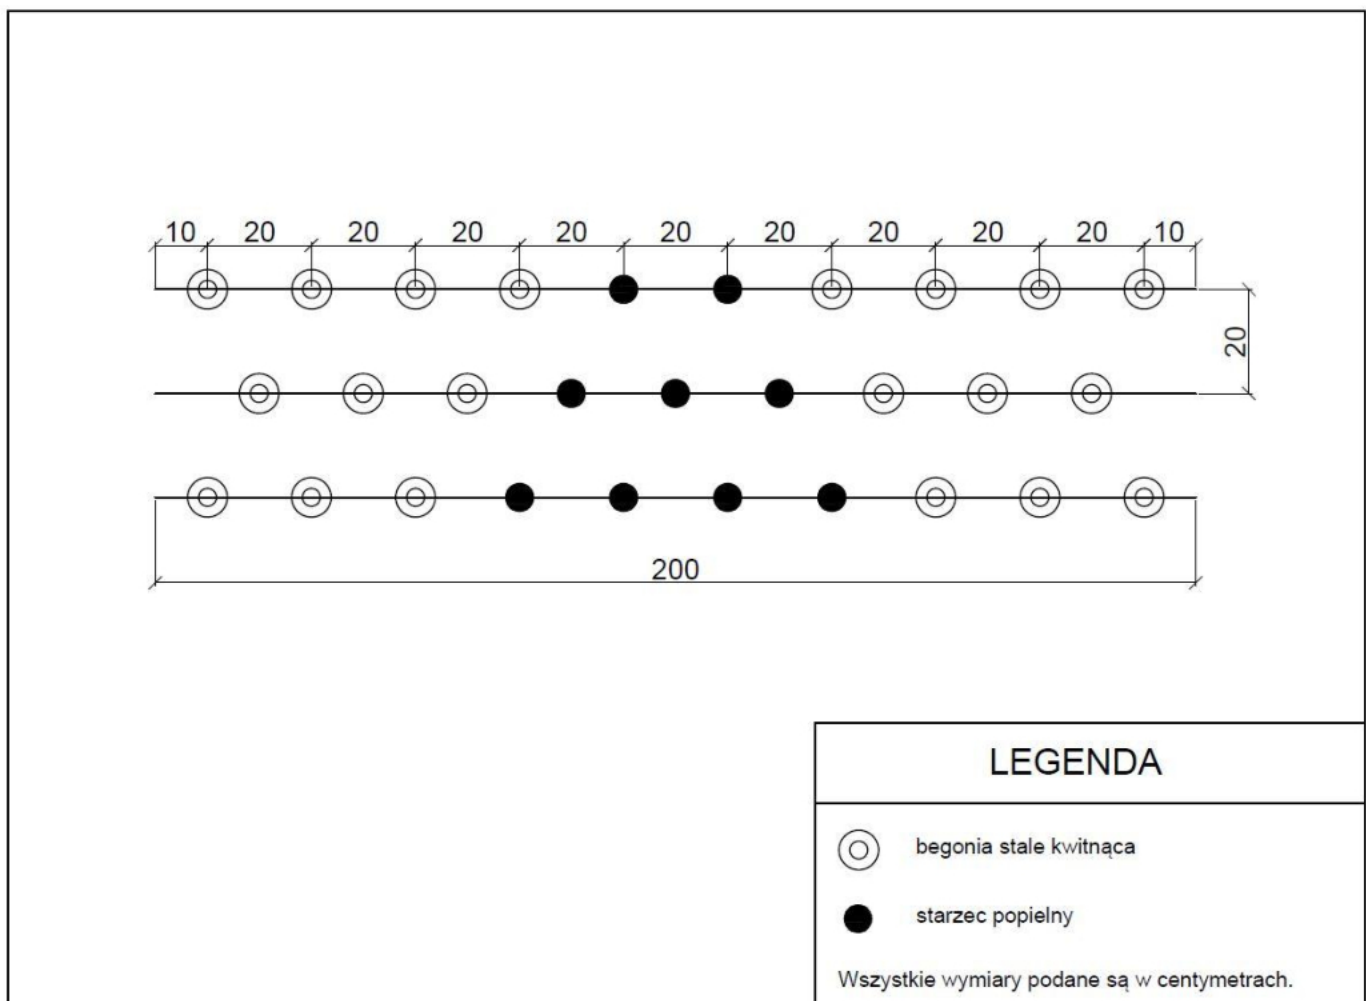 10 20 20 20 20 20 20 20 20 20 10
20
200
LEGENDA
begonia stale kwitnąca
starzec popielny
Wszystkie wymiary podane są w centymetrach.